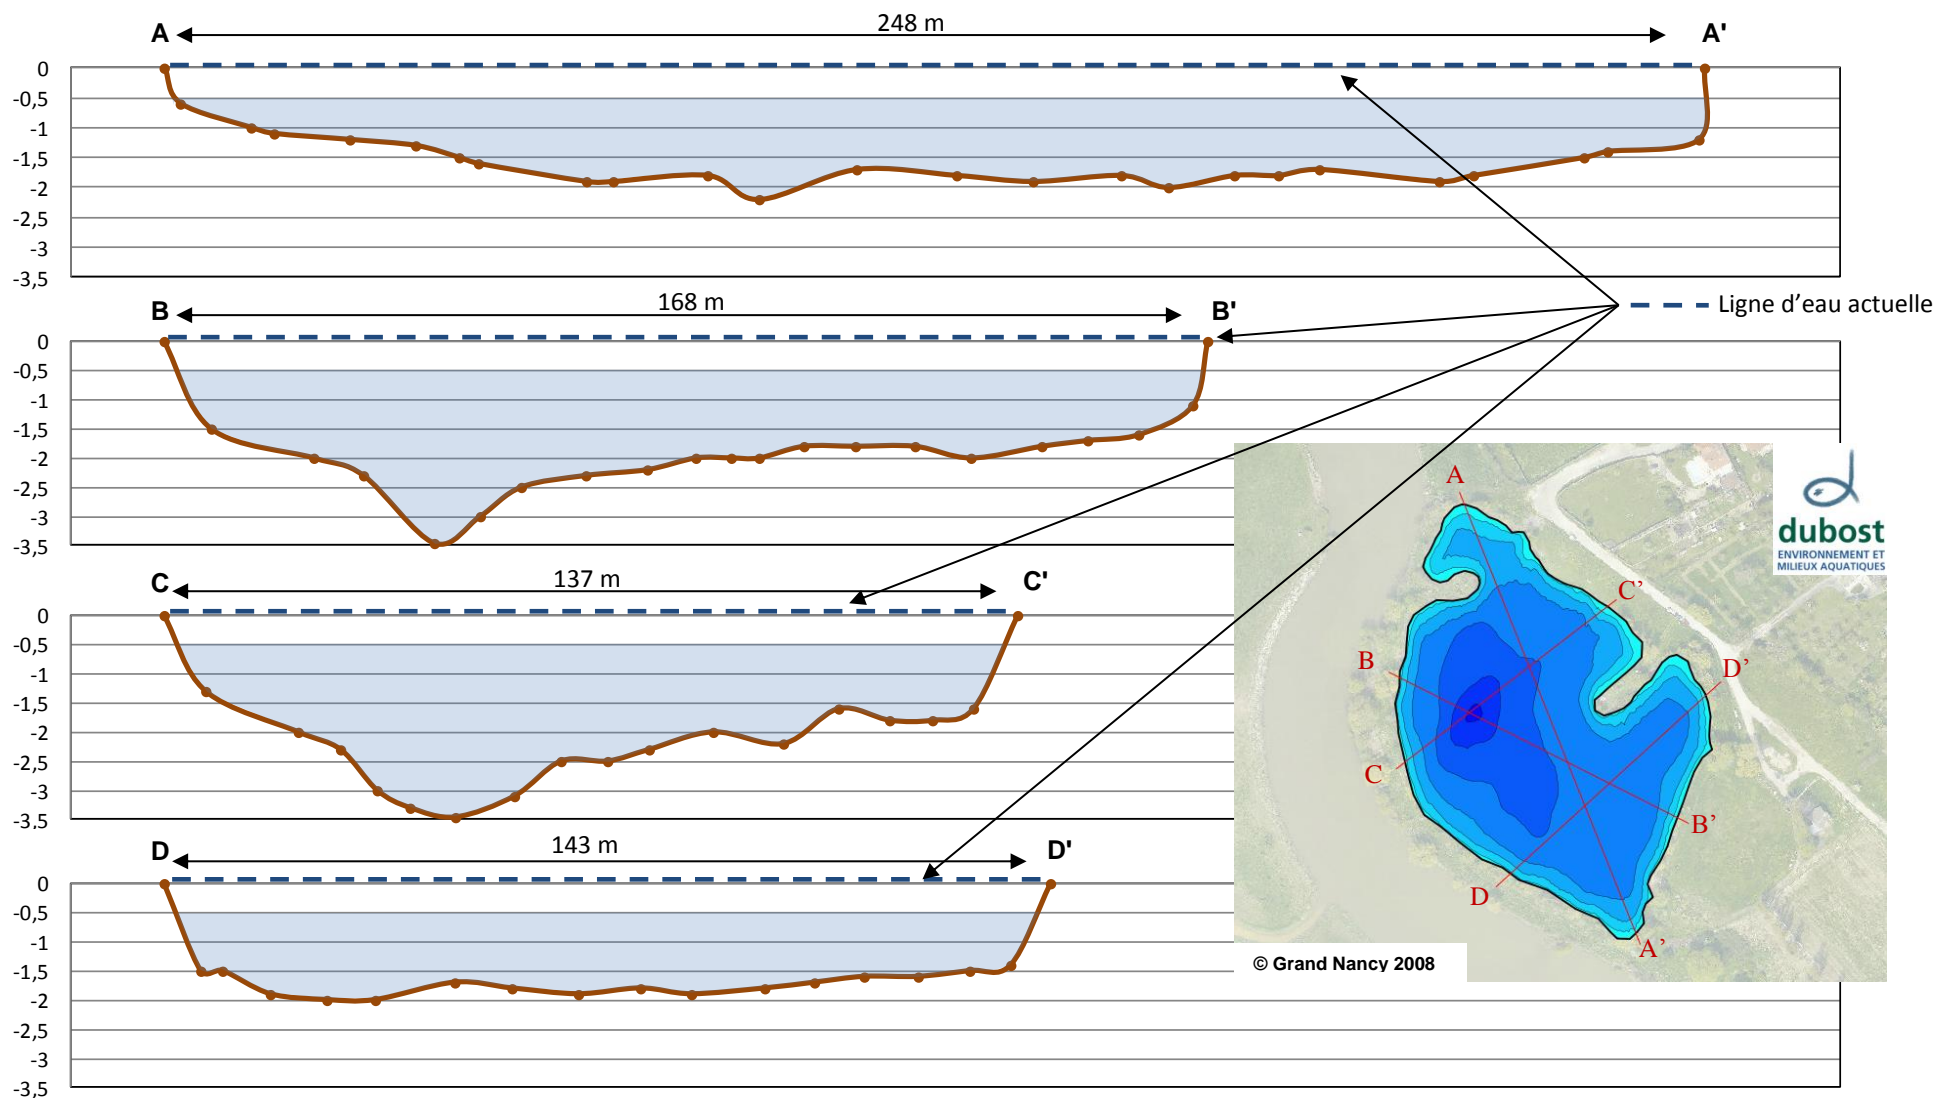 A 248 m A'
0
-0,5
-1
-1,5
-2
-2,5
-3
-3,5
B 168 m B'
Ligne d'eau actuelle
0
-0,5
-1
-1,5
-2
-2,5
-3
-3,5
C 137 m C'
0
-0,5
-1
-1,5
-2
-2,5
-3
-3,5
D 143 m D'
0
-0,5
-1
-1,5
-2
-2,5
-3
-3,5
A
C'
B
D'
C
B'
D
A'
dubost
ENVIRONNEMENT ET
MILIEUX AQUATIQUES
© Grand Nancy 2008